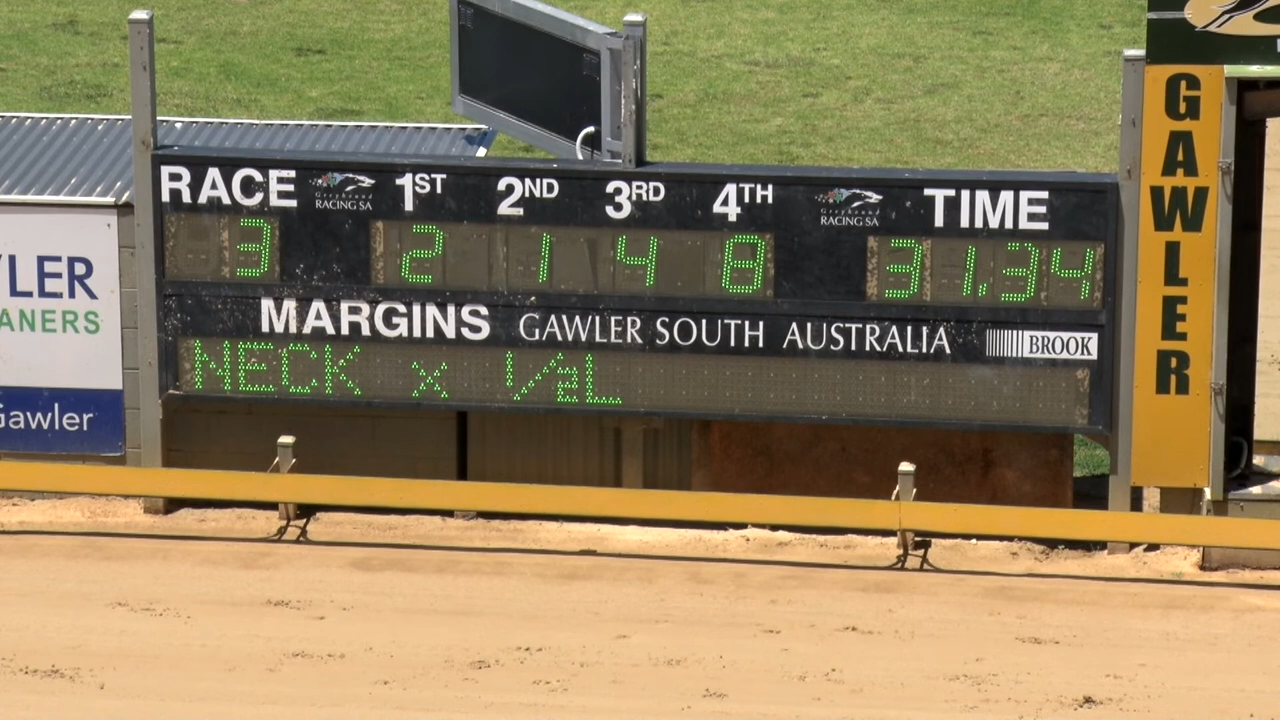 RACE 1ST 2ND 3RD 4TH TIME
Greyhound RACING SA
Greyhound RACING SA
3 2 1 4 8 31.34
MARGINS GAWLER SOUTH AUSTRALIA BROOK
NECK x 1/2L
GAWLER
LER
ANERS
Gawler